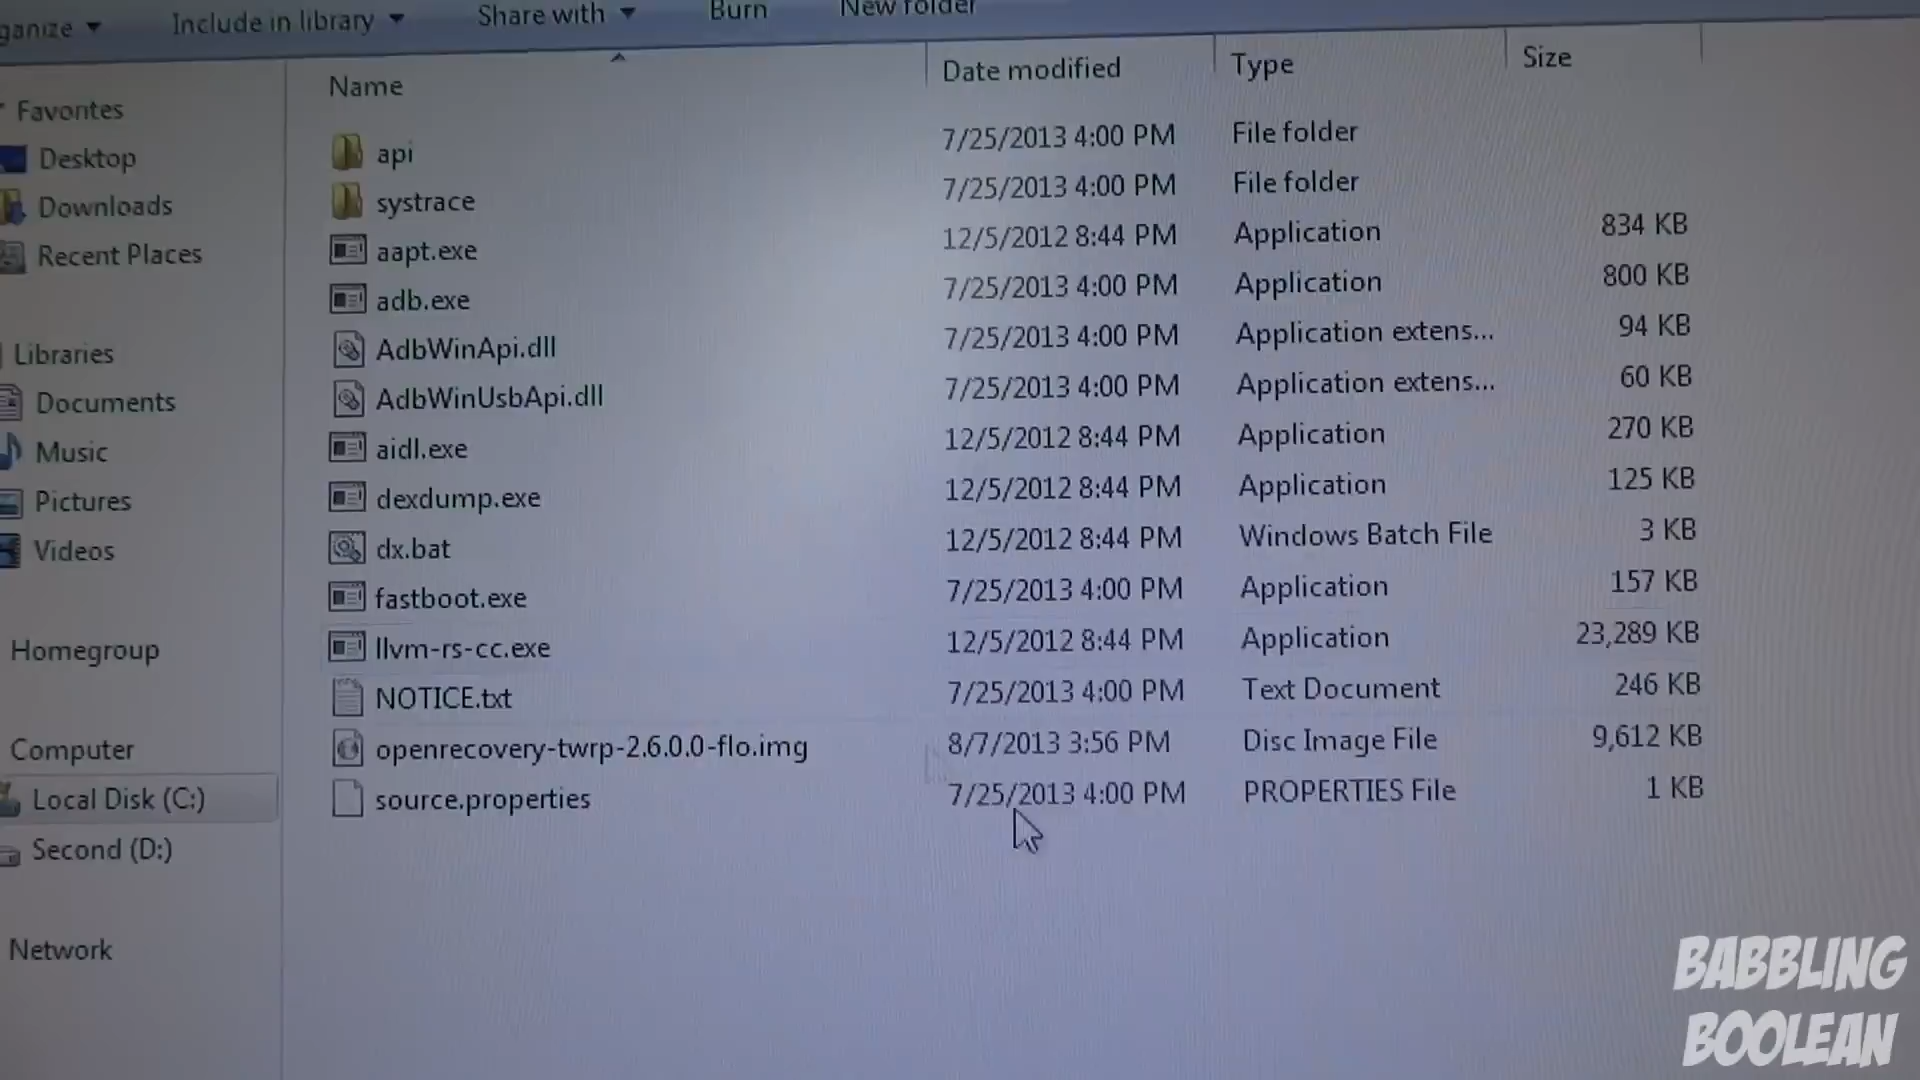 ganize Include in library Share with Burn New folder
Name Date modified Type Size
Favorites
Desktop
Downloads
Recent Places
Libraries
Documents
Music
Pictures
Videos
Homegroup
Computer
Local Disk (C:)
Second (D:)
Network
api 7/25/2013 4:00 PM File folder
systrace 7/25/2013 4:00 PM File folder
aapt.exe 12/5/2012 8:44 PM Application 834 KB
adb.exe 7/25/2013 4:00 PM Application 800 KB
AdbWinApi.dll 7/25/2013 4:00 PM Application extens... 94 KB
AdbWinUsbApi.dll 7/25/2013 4:00 PM Application extens... 60 KB
aidl.exe 12/5/2012 8:44 PM Application 270 KB
dexdump.exe 12/5/2012 8:44 PM Application 125 KB
dx.bat 12/5/2012 8:44 PM Windows Batch File 3 KB
fastboot.exe 7/25/2013 4:00 PM Application 157 KB
llvm-rs-cc.exe 12/5/2012 8:44 PM Application 23,289 KB
NOTICE.txt 7/25/2013 4:00 PM Text Document 246 KB
openrecovery-twrp-2.6.0.0-flo.img 8/7/2013 3:56 PM Disc Image File 9,612 KB
source.properties 7/25/2013 4:00 PM PROPERTIES File 1 KB
BABBLING
BOOLEAN